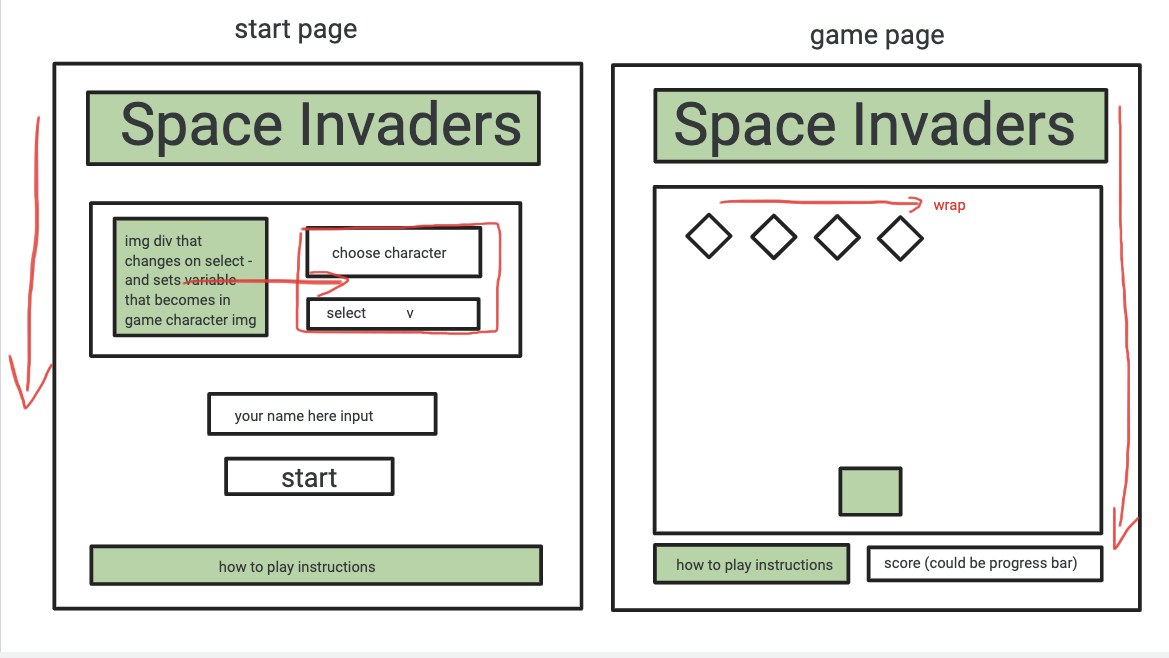 start page
Space Invaders
img div that
changes on select -
and sets variable
that becomes in
game character img
choose character
select v
your name here input
start
how to play instructions
game page
Space Invaders
wrap
how to play instructions
score (could be progress bar)